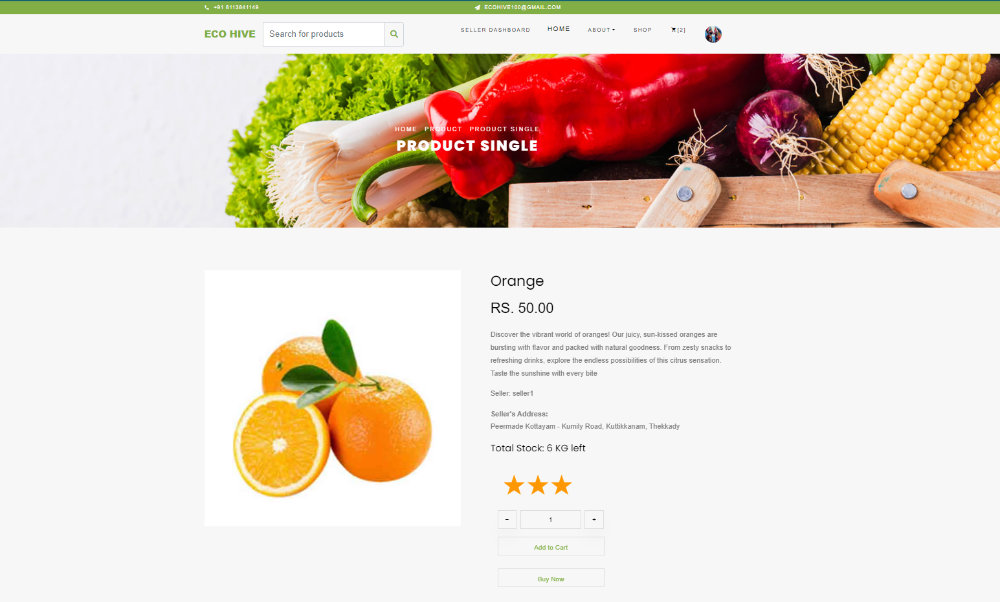 +91 8113841149
ECOHIVE100@GMAIL.COM
ECO HIVE
Search for products
SELLER DASHBOARD
HOME
ABOUT
SHOP
[2]
HOME PRODUCT PRODUCT SINGLE
PRODUCT SINGLE
Orange
RS. 50.00
Discover the vibrant world of oranges! Our juicy, sun-kissed oranges are
bursting with flavor and packed with natural goodness. From zesty snacks to
refreshing drinks, explore the endless possibilities of this citrus sensation.
Taste the sunshine with every bite
Seller: seller1
Seller's Address:
Peermade Kottayam - Kumily Road, Kuttikkanam, Thekkady
Total Stock: 6 KG left
− 1 +
Add to Cart
Buy Now